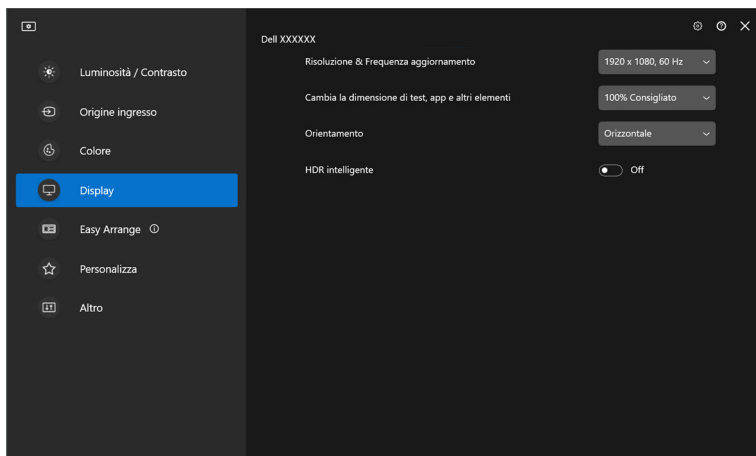 Dell XXXXXX
Luminosità / Contrasto
Origine ingresso
Colore
Display
Easy Arrange
Personalizza
Altro
Risoluzione & Frequenza aggiornamento
1920 x 1080, 60 Hz
Cambia la dimensione di test, app e altri elementi
100% Consigliato
Orientamento
Orizzontale
HDR intelligente
Off